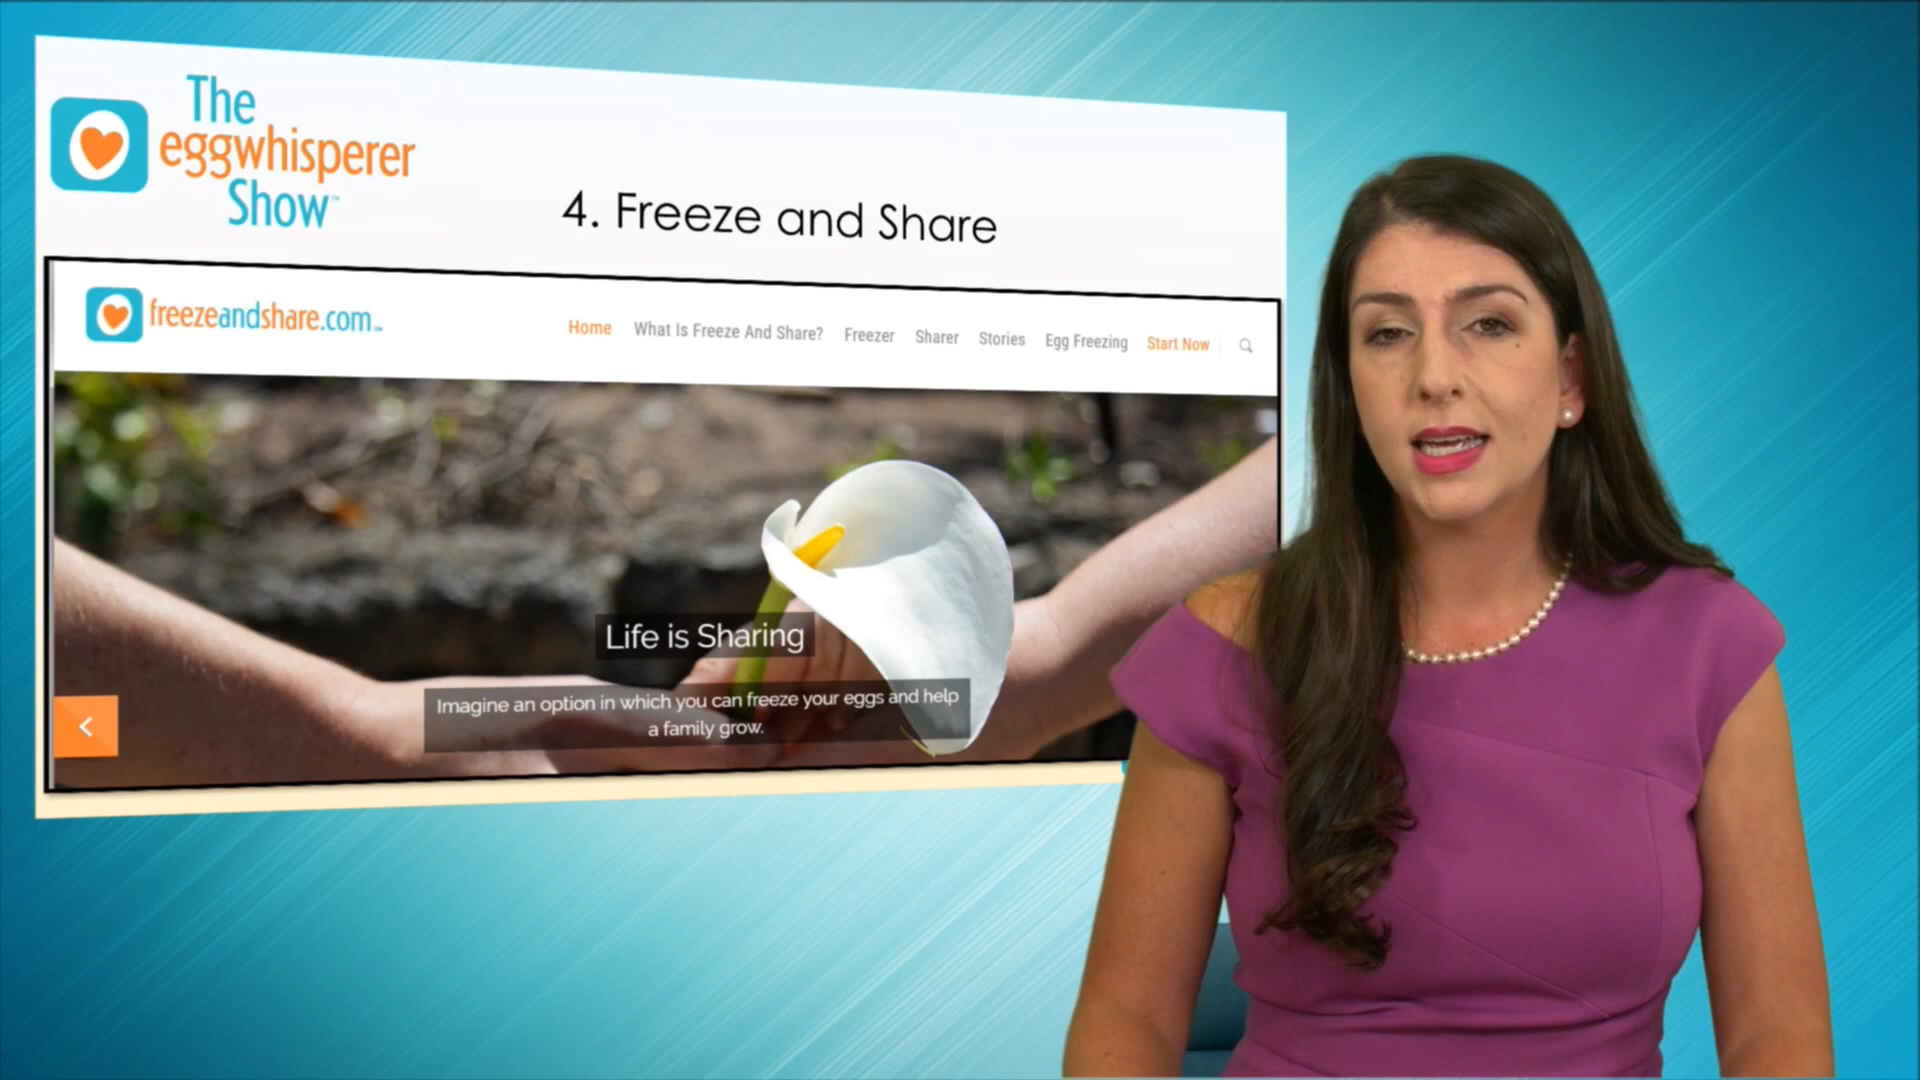 The
eggwhisperer
Show™
4. Freeze and Share
freezeandshare.com
Home What Is Freeze And Share? Freezer Sharer Stories Egg Freezing Start Now
Life is Sharing
Imagine an option in which you can freeze your eggs and help
a family grow.